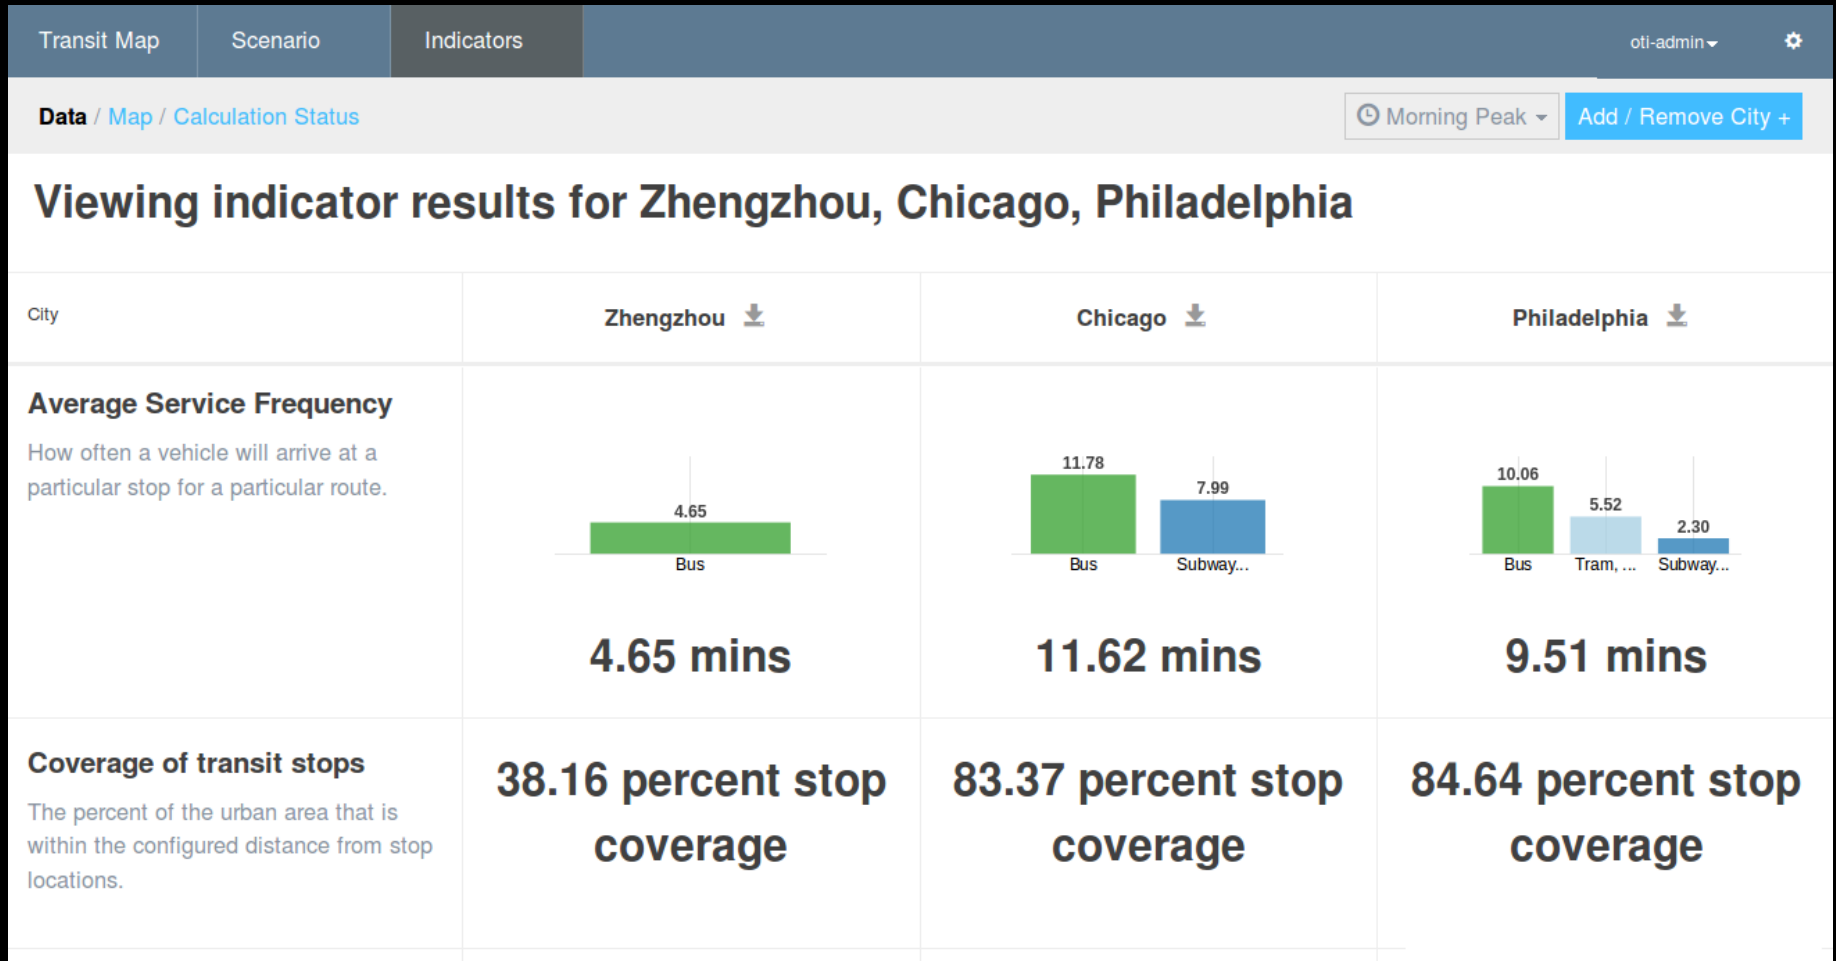 Transit Map
Scenario
Indicators
oti-admin
Data / Map / Calculation Status
Morning Peak
Add / Remove City +
Viewing indicator results for Zhengzhou, Chicago, Philadelphia
City
Zhengzhou
Chicago
Philadelphia
Average Service Frequency
How often a vehicle will arrive at a
particular stop for a particular route.
4.65
Bus
4.65 mins
11.78
7.99
Bus
Subway...
11.62 mins
10.06
5.52
2.30
Bus
Tram, ...
Subway...
9.51 mins
Coverage of transit stops
The percent of the urban area that is
within the configured distance from stop
locations.
38.16 percent stop
coverage
83.37 percent stop
coverage
84.64 percent stop
coverage